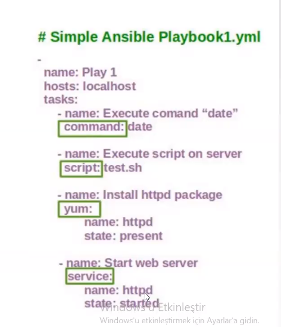 # Simple Ansible Playbook1.yml
-
name: Play 1
hosts: localhost
tasks:
- name: Execute comand “date”
command: date
- name: Execute script on server
script: test.sh
- name: Install httpd package
yum:
name: httpd
state: present
- name: Start web server
service:
name: httpd
state: started
Windows'u Etkinleştir
Windows'u etkinleştirmek için Ayarlar'a gidin.